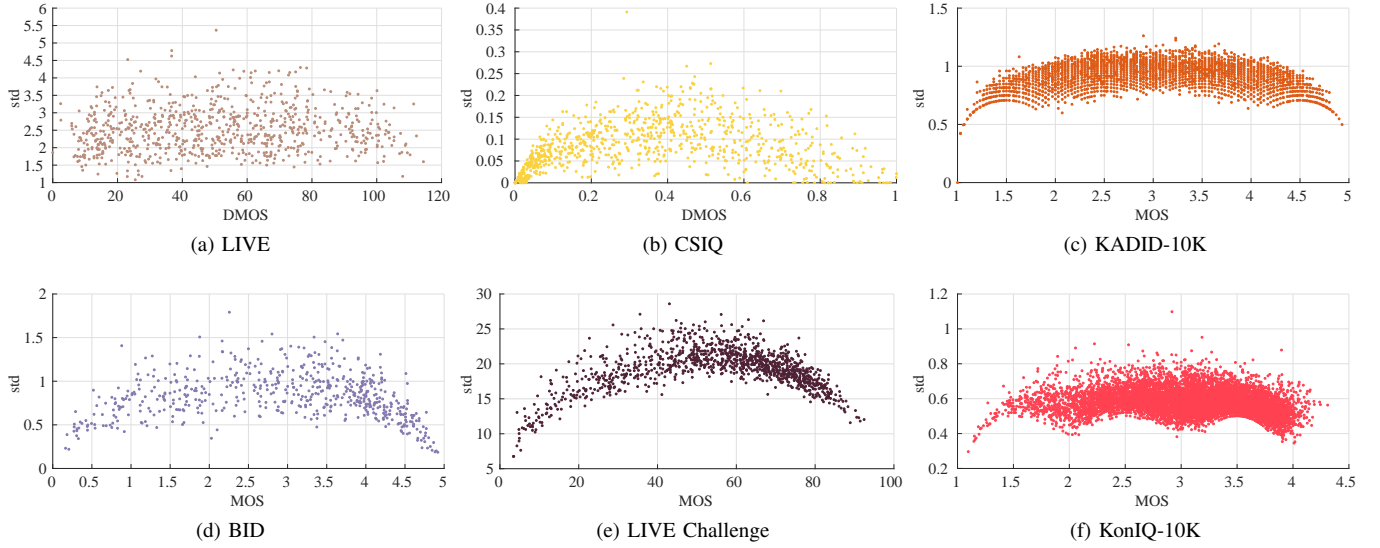 6
5.5
5
4.5
4
3.5
3
2.5
2
1.5
1
std
0 20 40 60 80 100 120
DMOS
(a) LIVE
0.4
0.35
0.3
0.25
0.2
0.15
0.1
0.05
0
std
0 0.2 0.4 0.6 0.8 1
DMOS
(b) CSIQ
1.5
1
0.5
0
std
1 1.5 2 2.5 3 3.5 4 4.5 5
MOS
(c) KADID-10K
2
1.5
1
0.5
0
std
0 0.5 1 1.5 2 2.5 3 3.5 4 4.5 5
MOS
(d) BID
30
25
20
15
10
5
std
0 20 40 60 80 100
MOS
(e) LIVE Challenge
1.2
1
0.8
0.6
0.4
0.2
std
1 1.5 2 2.5 3 3.5 4 4.5
MOS
(f) KonIQ-10K